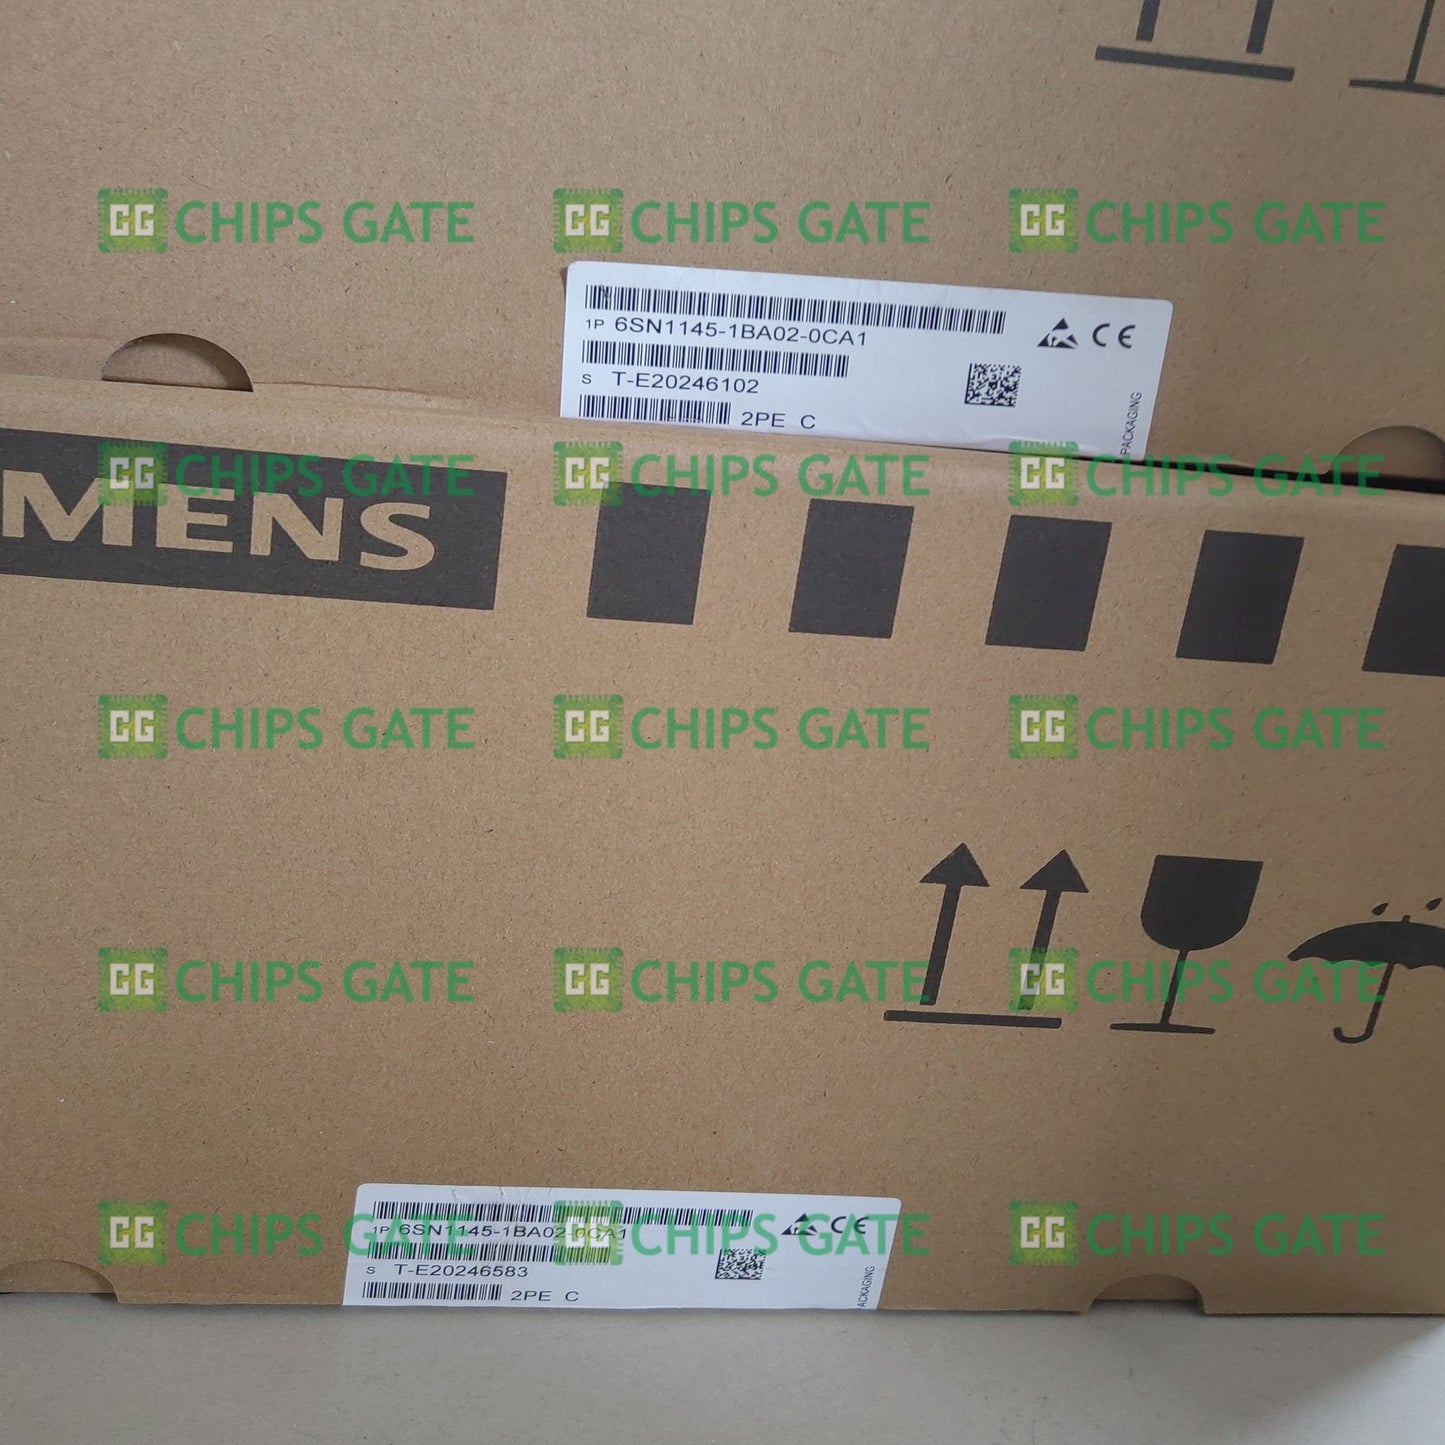 CG CHIPS GATE CG CHIPS GATE CG CHIPS GATE
1P 6SN1145-1BA02-0CA1 CE
S T-E20246102
2PE C
PACKAGING
CG CHIPS GATE CG CHIPS GATE CG CHIPS GATE
MENS
CG CHIPS GATE CG CHIPS GATE CG CHIPS GATE
CG CHIPS GATE CG CHIPS GATE CG CHIPS GATE
CG CHIPS GATE CG CHIPS GATE CG CHIPS GATE
1P 6SN1145-1BA02-0CA1 CE
S T-E20246583
2PE C
PACKAGING